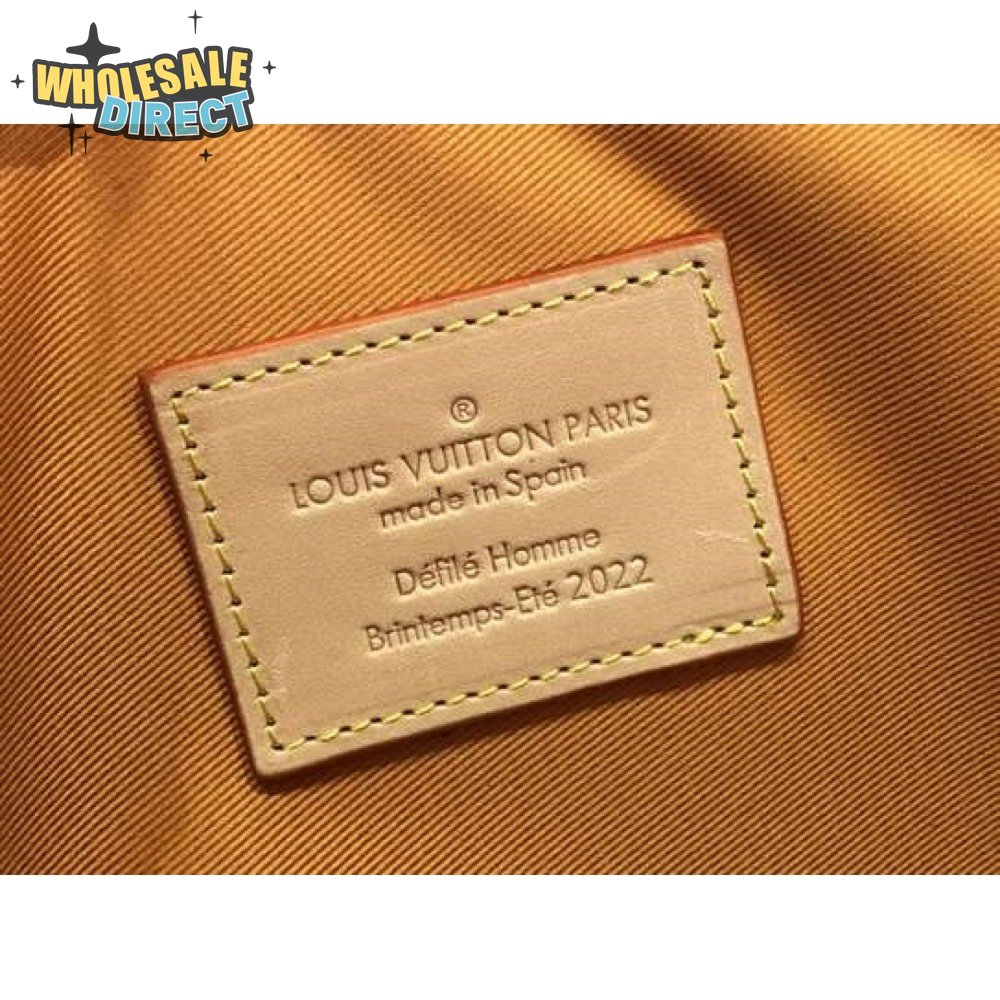 WHOLESALE
DIRECT
®
LOUIS VUITTON PARIS
made in Spain
Défilé Homme
Brintemps-Eté 2022